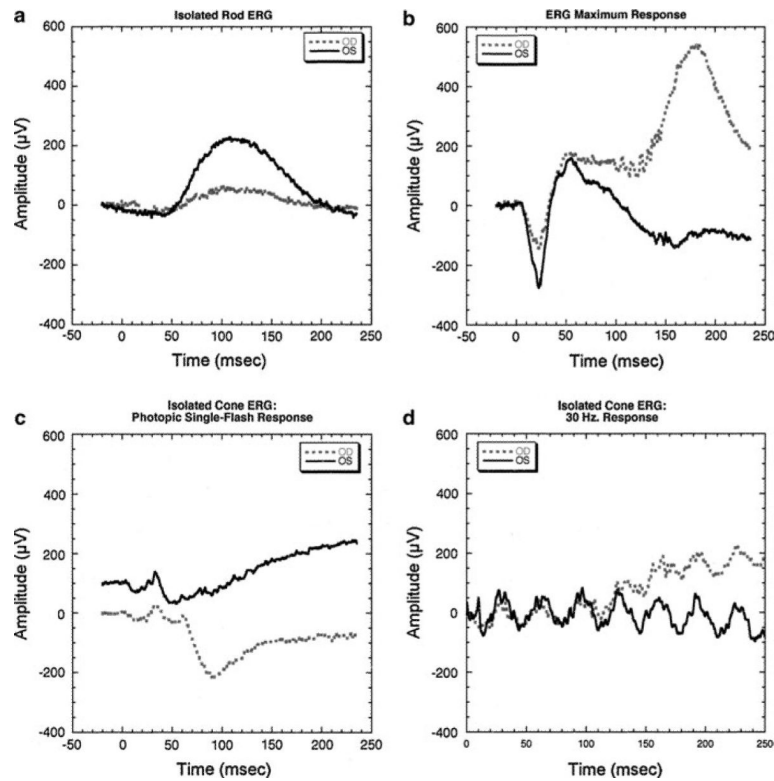 a
Isolated Rod ERG
OD
OS
600
400
200
0
-200
-400
-50
0
50
100
150
200
250
Amplitude (µV)
Time (msec)
b
ERG Maximum Response
OD
OS
600
400
200
0
-200
-400
-50
0
50
100
150
200
250
Amplitude (µV)
Time (msec)
c
Isolated Cone ERG:
Photopic Single-Flash Response
OD
OS
600
400
200
0
-200
-400
-50
0
50
100
150
200
250
Amplitude (µV)
Time (msec)
d
Isolated Cone ERG:
30 Hz. Response
OD
OS
600
400
200
0
-200
-400
0
50
100
150
200
250
Amplitude (µV)
Time (msec)